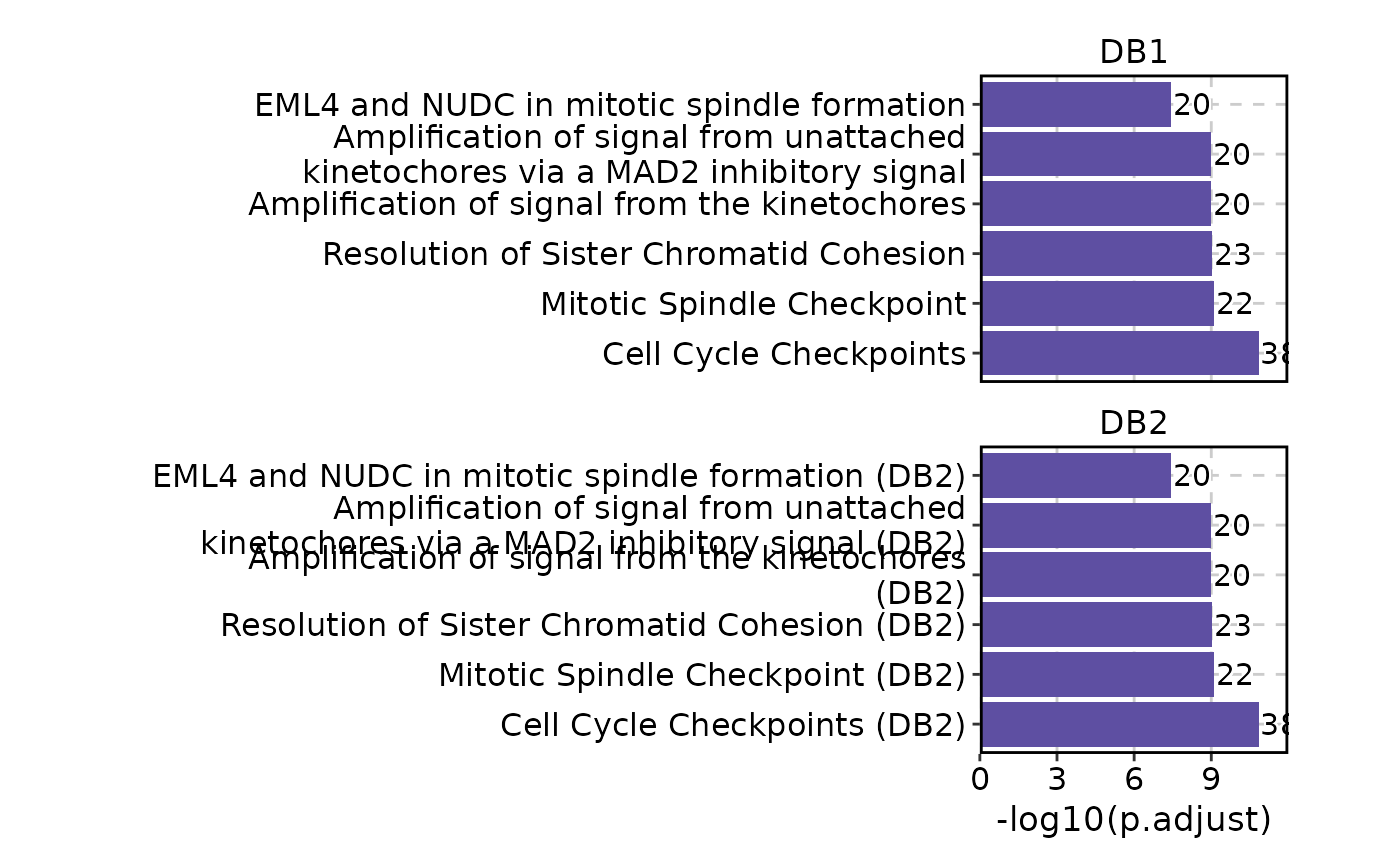 DB1
EML4 and NUDC in mitotic spindle formation
20
Amplification of signal from unattached
kinetochores via a MAD2 inhibitory signal
20
Amplification of signal from the kinetochores
20
Resolution of Sister Chromatid Cohesion
23
Mitotic Spindle Checkpoint
22
Cell Cycle Checkpoints
38
DB2
EML4 and NUDC in mitotic spindle formation (DB2)
20
Amplification of signal from unattached
kinetochores via a MAD2 inhibitory signal (DB2)
20
Amplification of signal from the kinetochores
(DB2)
20
Resolution of Sister Chromatid Cohesion (DB2)
23
Mitotic Spindle Checkpoint (DB2)
22
Cell Cycle Checkpoints (DB2)
38
0 3 6 9
-log10(p.adjust)